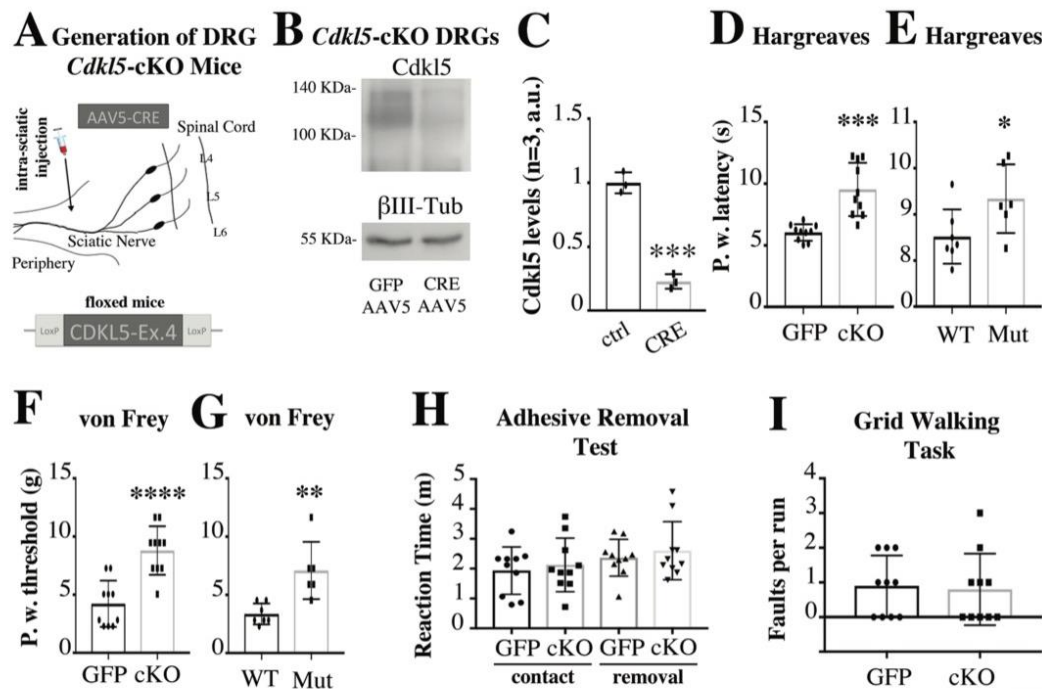 A Generation of DRG
Cdkl5-cKO Mice
AAV5-CRE
intra-sciatic
injection
Spinal Cord
L4
L5
L6
Sciatic Nerve
Periphery
floxed mice
LoxP CDKL5-Ex.4 LoxP
B Cdkl5-cKO DRGs
Cdkl5
140 KDa-
100 KDa-
βIII-Tub
55 KDa-
GFP CRE
AAV5 AAV5
C
Cdkl5 levels (n=3, a.u.)
1.5
1
0.5
0
***
ctrl CRE
D Hargreaves
P. w. latency (s)
15
10
5
0
***
GFP cKO
E Hargreaves
11
10
9
8
0
*
WT Mut
F von Frey
P. w. threshold (g)
15
10
5
0
****
GFP cKO
G von Frey
15
10
5
0
**
WT Mut
H Adhesive Removal
Test
Reaction Time (m)
5
4
3
2
1
0
GFP cKO GFP cKO
contact removal
I Grid Walking
Task
Faults per run
4
2
0
GFP cKO